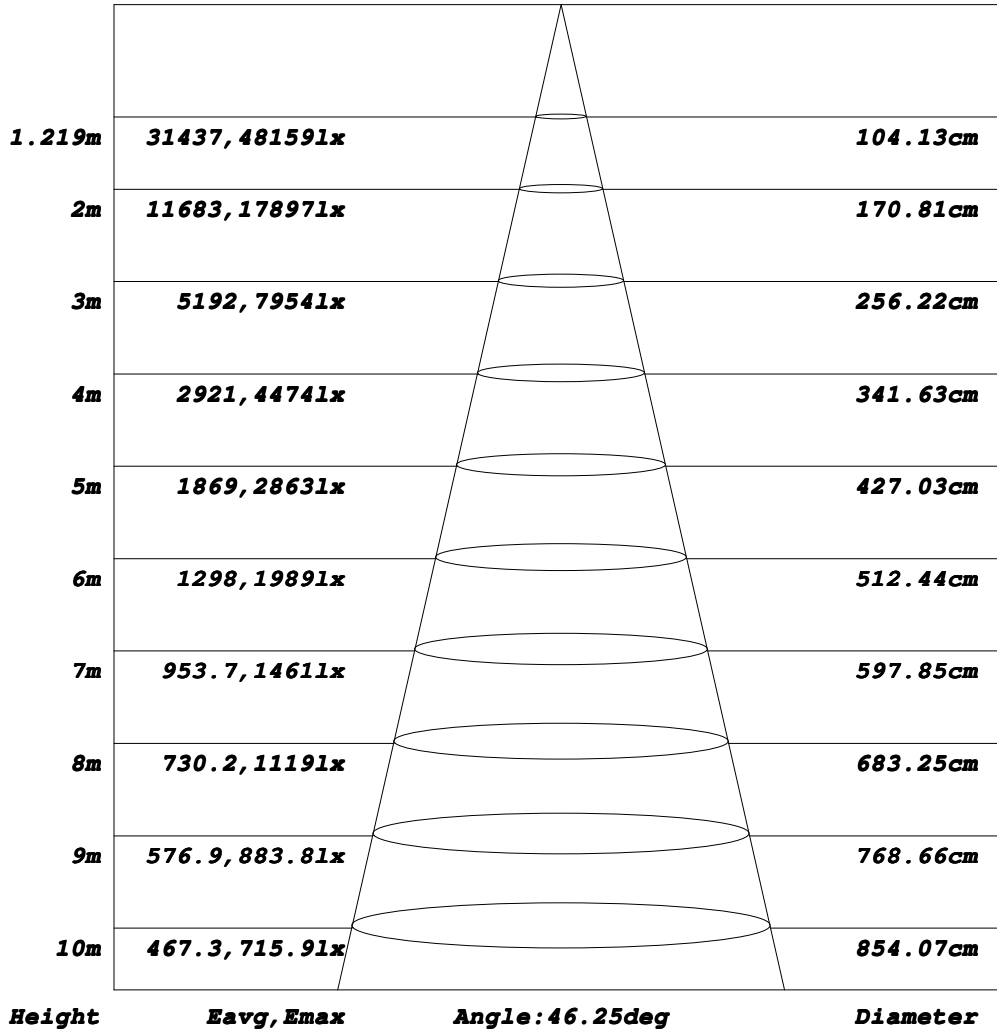 1.219m 31437,48159lx 104.13cm
2m 11683,17897lx 170.81cm
3m 5192,7954lx 256.22cm
4m 2921,4474lx 341.63cm
5m 1869,2863lx 427.03cm
6m 1298,1989lx 512.44cm
7m 953.7,1461lx 597.85cm
8m 730.2,1119lx 683.25cm
9m 576.9,883.8lx 768.66cm
10m 467.3,715.9lx 854.07cm
Height Eavg,Emax Angle:46.25deg Diameter